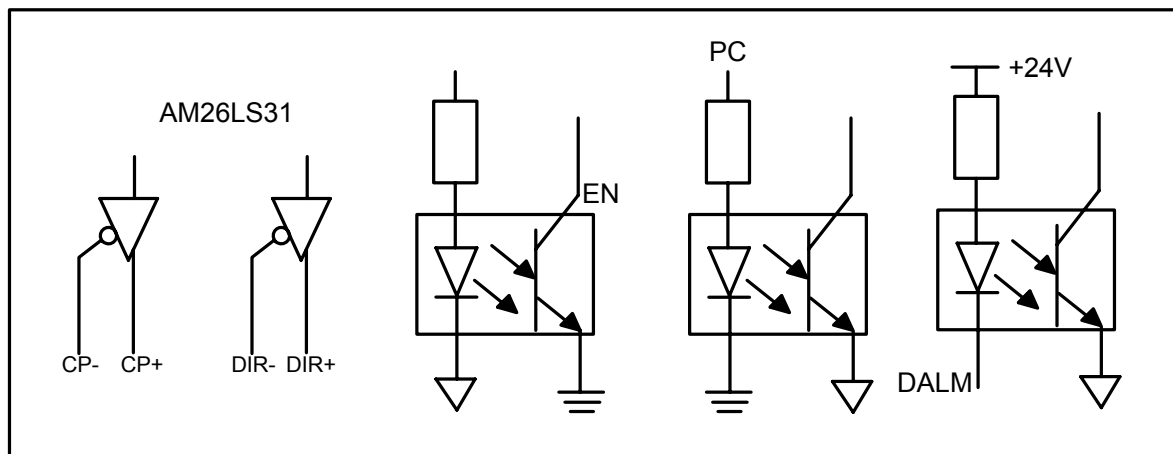 PC
+24V
AM26LS31
EN
CP- CP+ DIR- DIR+
DALM